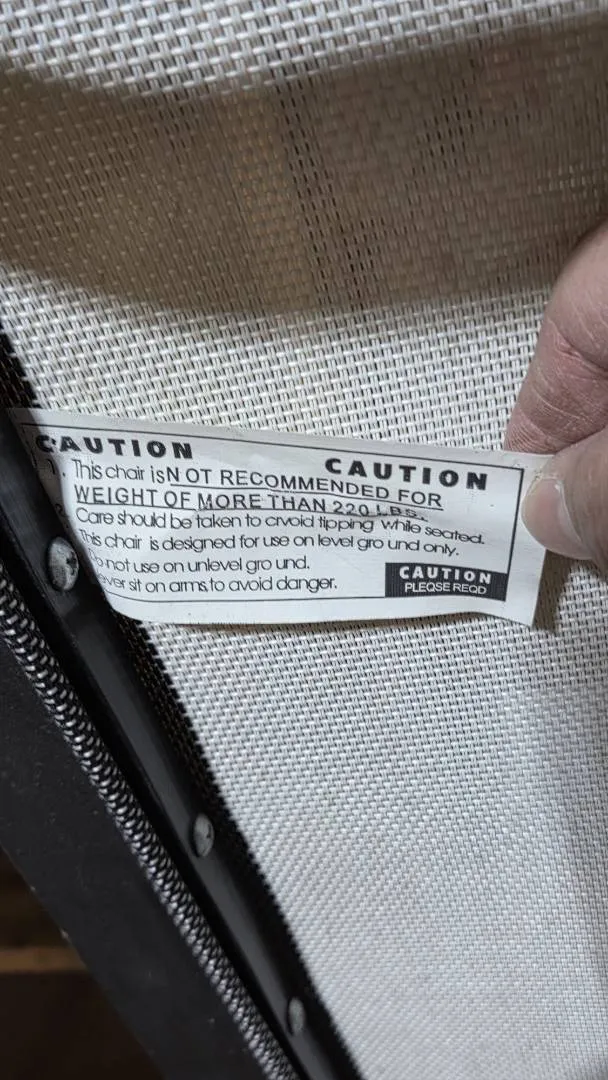 CAUTION
CAUTION
1. This chair is NOT RECOMMENDED FOR
WEIGHT OF MORE THAN 220 LBS.
Care should be taken to crvoid tipping while seated.
This chair is designed for use on level gro und only.
Do not use on unlevel gro und.
ever sit on arms,to avoid danger.
CAUTION
PLEQSE REQD